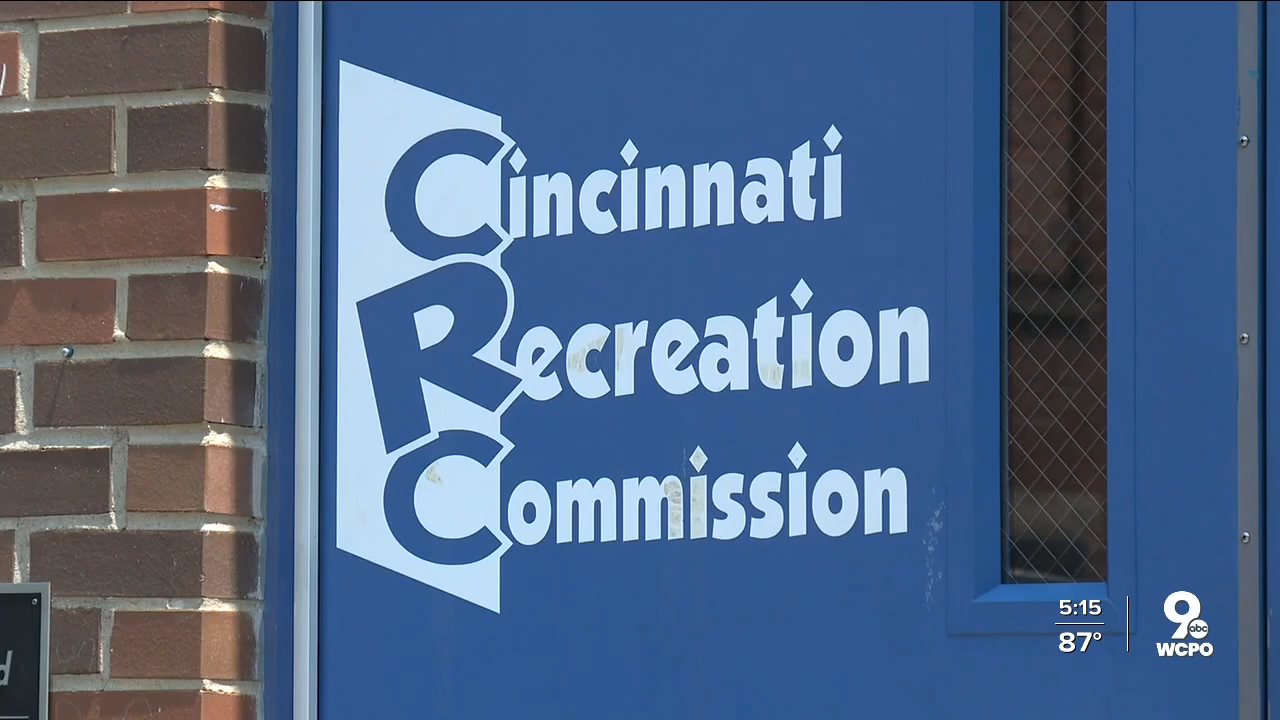 Cincinnati
Recreation
Commission
d
5:15
87°
9
abc
WCPO